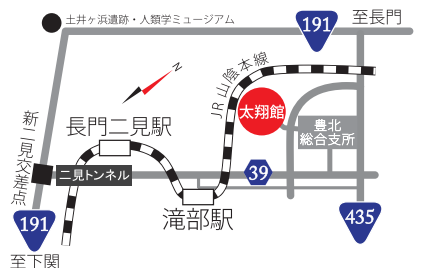 土井ヶ浜遺跡・人類学ミュージアム
191
至長門
N
JR山陰本線
太翔館
豊北
総合支所
長門二見駅
新二見交差点
二見トンネル
39
滝部駅
191
435
至下関